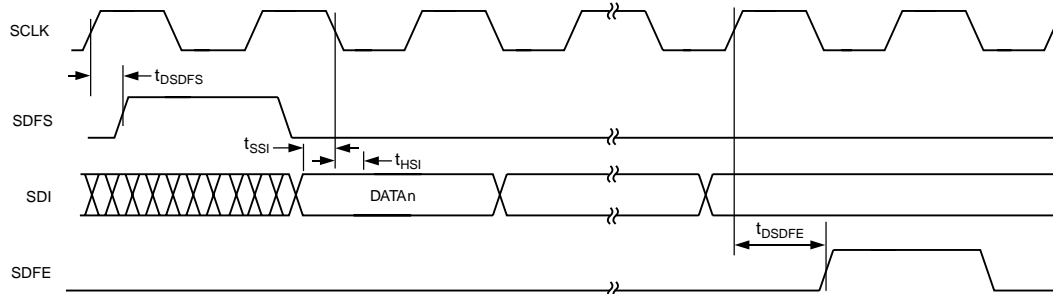 SCLK
tDSDFS
SDFS
tSSI
tHSI
SDI
DATAn
tDSDFE
SDFE